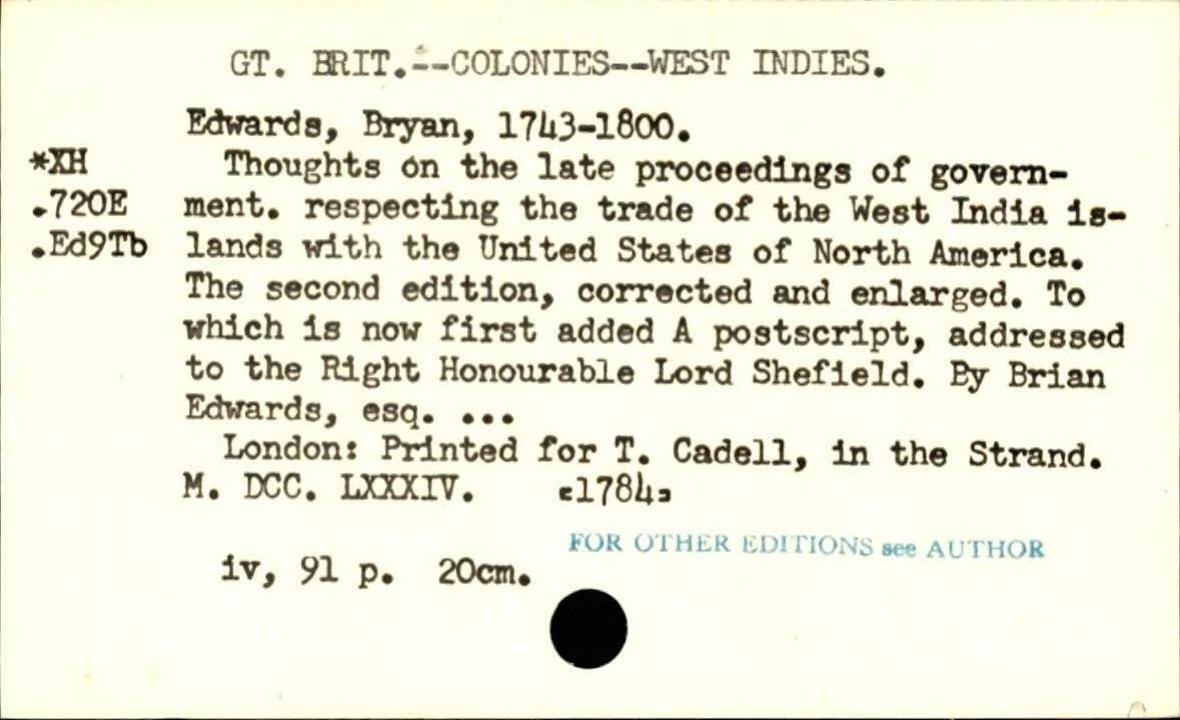 GT. BRIT.--COLONIES--WEST INDIES.
Edwards, Bryan, 1743-1800.
*XH Thoughts on the late proceedings of govern-
.720E ment. respecting the trade of the West India is-
.Ed9Tb lands with the United States of North America.
The second edition, corrected and enlarged. To
which is now first added A postscript, addressed
to the Right Honourable Lord Shefield. By Brian
Edwards, esq. ...
London: Printed for T. Cadell, in the Strand.
M. DCC. LXXXIV. [1784]
FOR OTHER EDITIONS see AUTHOR
iv, 91 p. 20cm.